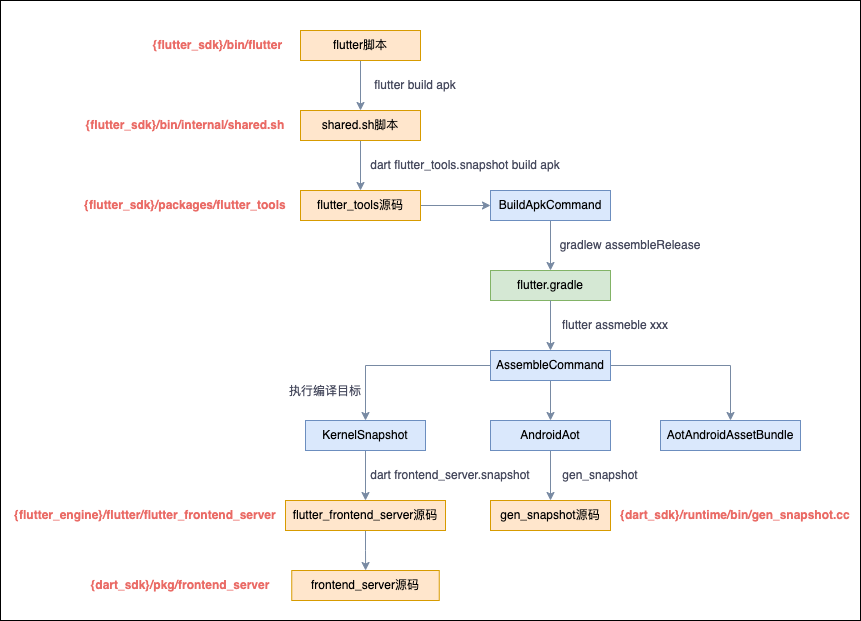 {flutter_sdk}/bin/flutter
flutter脚本
flutter build apk
{flutter_sdk}/bin/internal/shared.sh
shared.sh脚本
dart flutter_tools.snapshot build apk
{flutter_sdk}/packages/flutter_tools
flutter_tools源码
BuildApkCommand
gradlew assembleRelease
flutter.gradle
flutter assmeble xxx
AssembleCommand
执行编译目标
KernelSnapshot
AndroidAot
AotAndroidAssetBundle
dart frontend_server.snapshot
gen_snapshot
{flutter_engine}/flutter/flutter_frontend_server
flutter_frontend_server源码
gen_snapshot源码
{dart_sdk}/runtime/bin/gen_snapshot.cc
{dart_sdk}/pkg/frontend_server
frontend_server源码